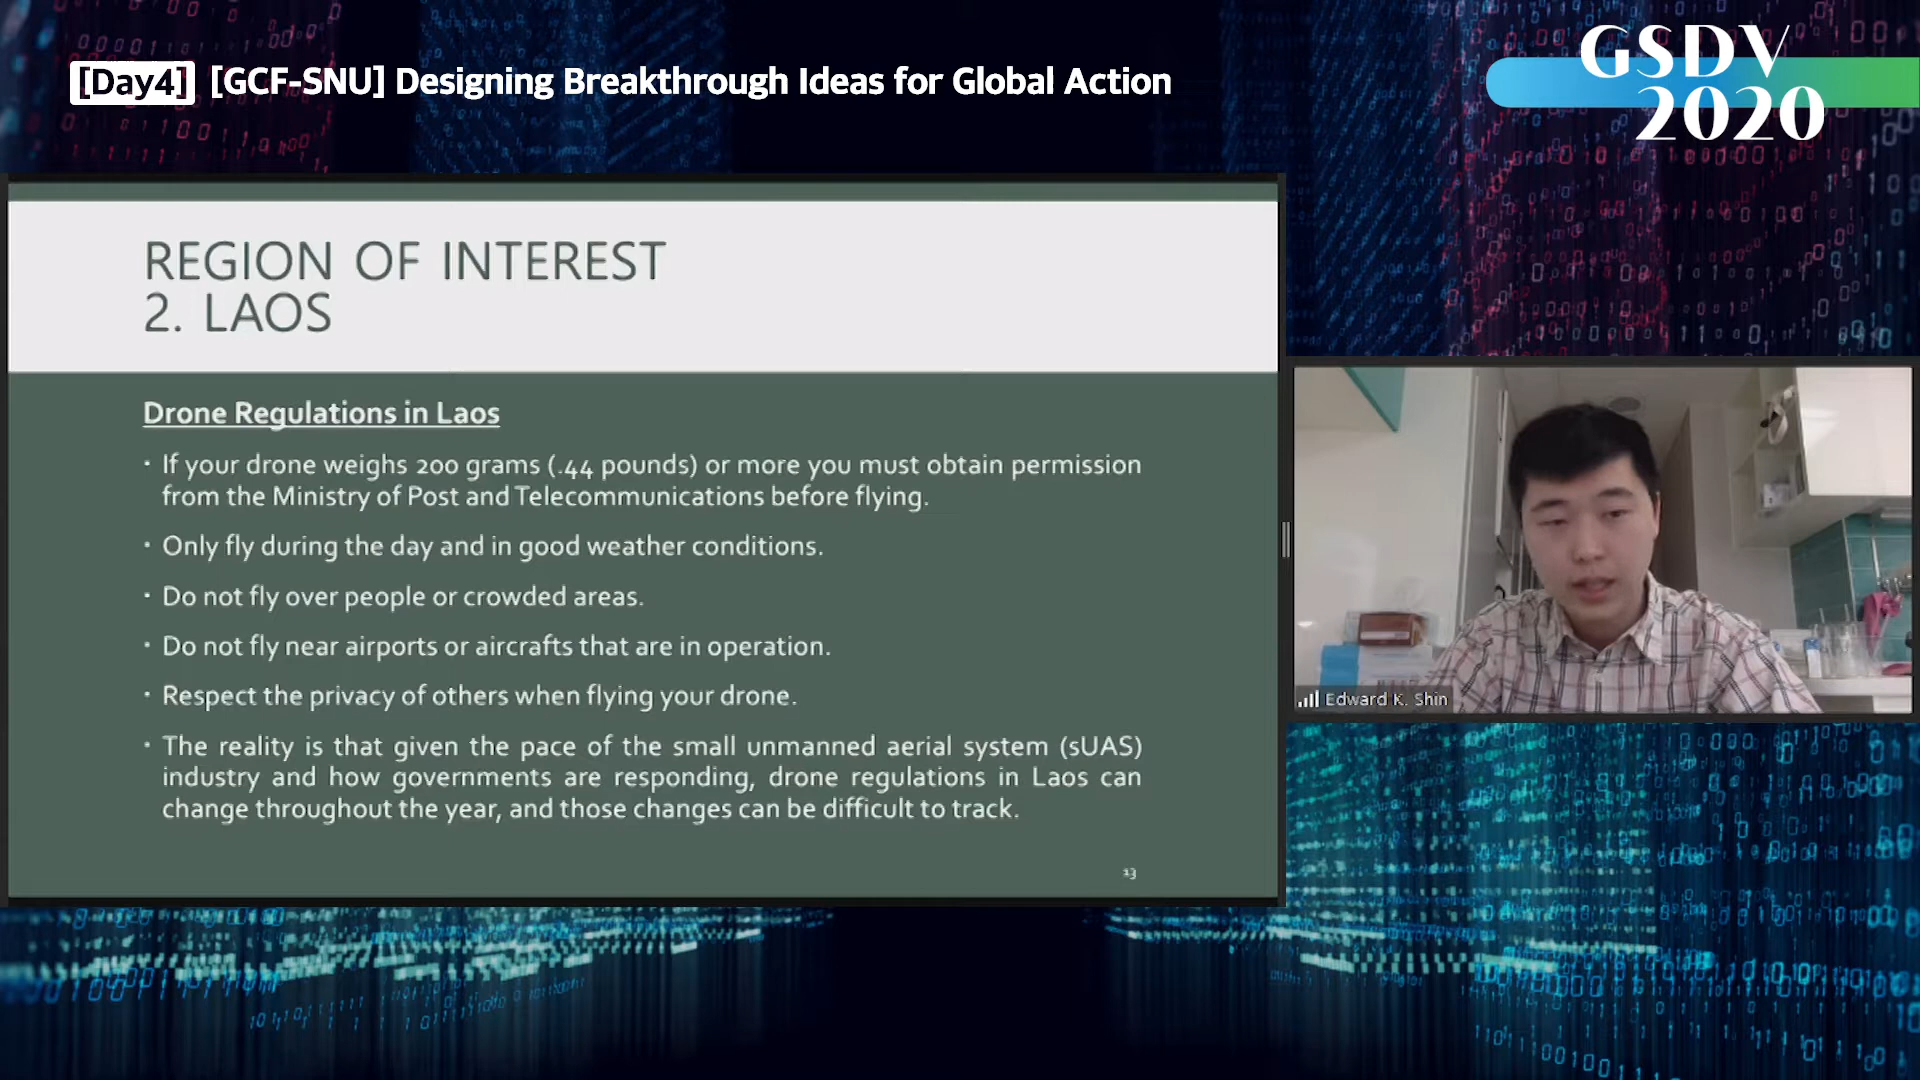 [Day4] [GCF-SNU] Designing Breakthrough Ideas for Global Action
GSDV
2020
REGION OF INTEREST
2. LAOS
Drone Regulations in Laos
· If your drone weighs 200 grams (.44 pounds) or more you must obtain permission
from the Ministry of Post and Telecommunications before flying.
· Only fly during the day and in good weather conditions.
· Do not fly over people or crowded areas.
· Do not fly near airports or aircrafts that are in operation.
· Respect the privacy of others when flying your drone.
· The reality is that given the pace of the small unmanned aerial system (sUAS)
industry and how governments are responding, drone regulations in Laos can
change throughout the year, and those changes can be difficult to track.
13
Edward K. Shin